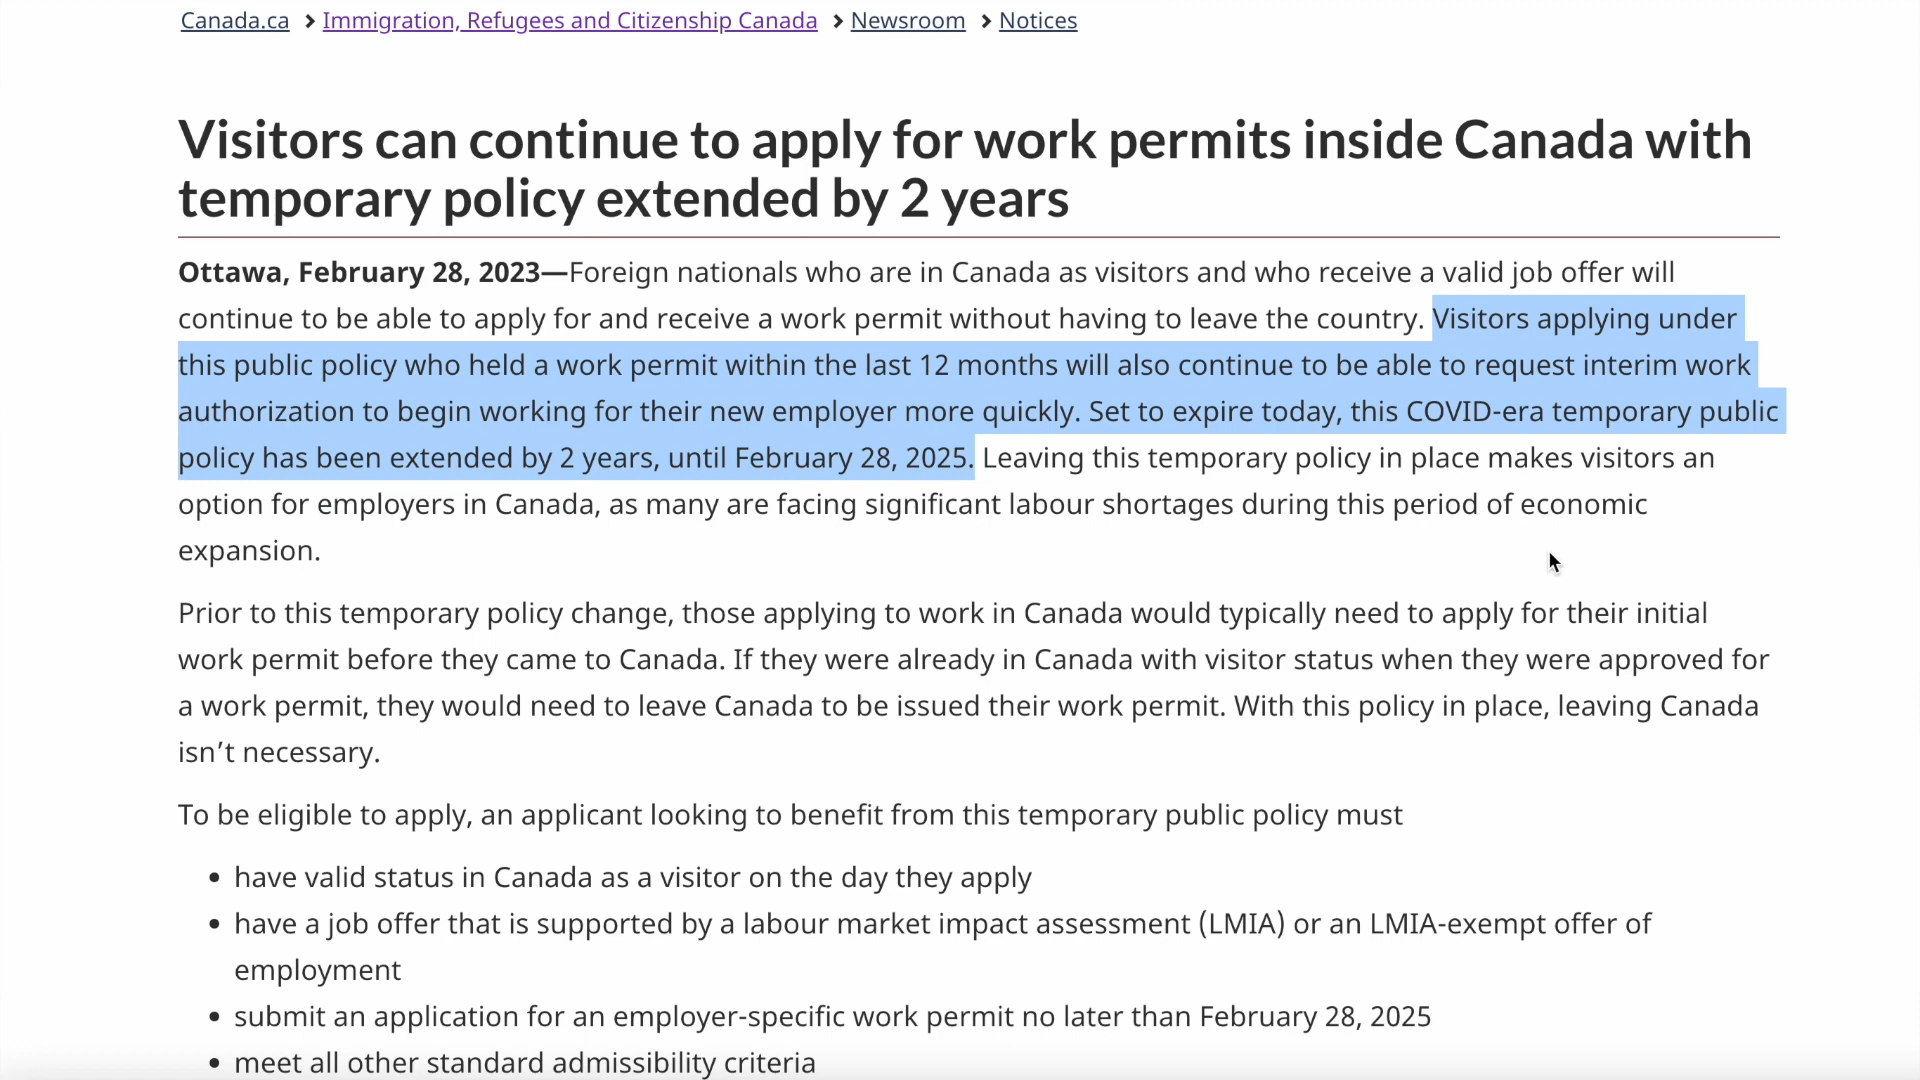 Canada.ca > Immigration, Refugees and Citizenship Canada > Newsroom > Notices
Visitors can continue to apply for work permits inside Canada with
temporary policy extended by 2 years
Ottawa, February 28, 2023—Foreign nationals who are in Canada as visitors and who receive a valid job offer will
continue to be able to apply for and receive a work permit without having to leave the country. Visitors applying under
this public policy who held a work permit within the last 12 months will also continue to be able to request interim work
authorization to begin working for their new employer more quickly. Set to expire today, this COVID-era temporary public
policy has been extended by 2 years, until February 28, 2025. Leaving this temporary policy in place makes visitors an
option for employers in Canada, as many are facing significant labour shortages during this period of economic
expansion.
Prior to this temporary policy change, those applying to work in Canada would typically need to apply for their initial
work permit before they came to Canada. If they were already in Canada with visitor status when they were approved for
a work permit, they would need to leave Canada to be issued their work permit. With this policy in place, leaving Canada
isn’t necessary.
To be eligible to apply, an applicant looking to benefit from this temporary public policy must
• have valid status in Canada as a visitor on the day they apply
• have a job offer that is supported by a labour market impact assessment (LMIA) or an LMIA-exempt offer of
employment
• submit an application for an employer-specific work permit no later than February 28, 2025
• meet all other standard admissibility criteria